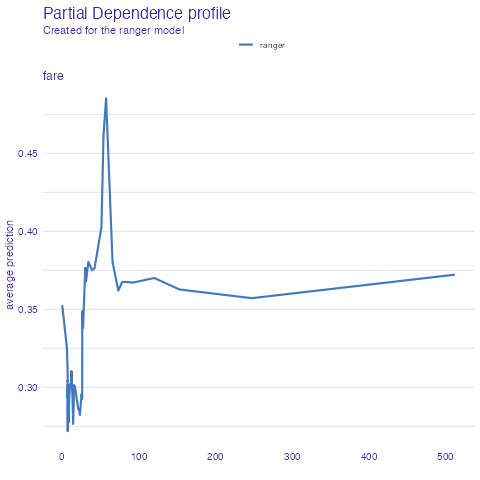 Partial Dependence profile
Created for the ranger model
ranger
fare
0.45
0.40
0.35
0.30
average prediction
0 100 200 300 400 500